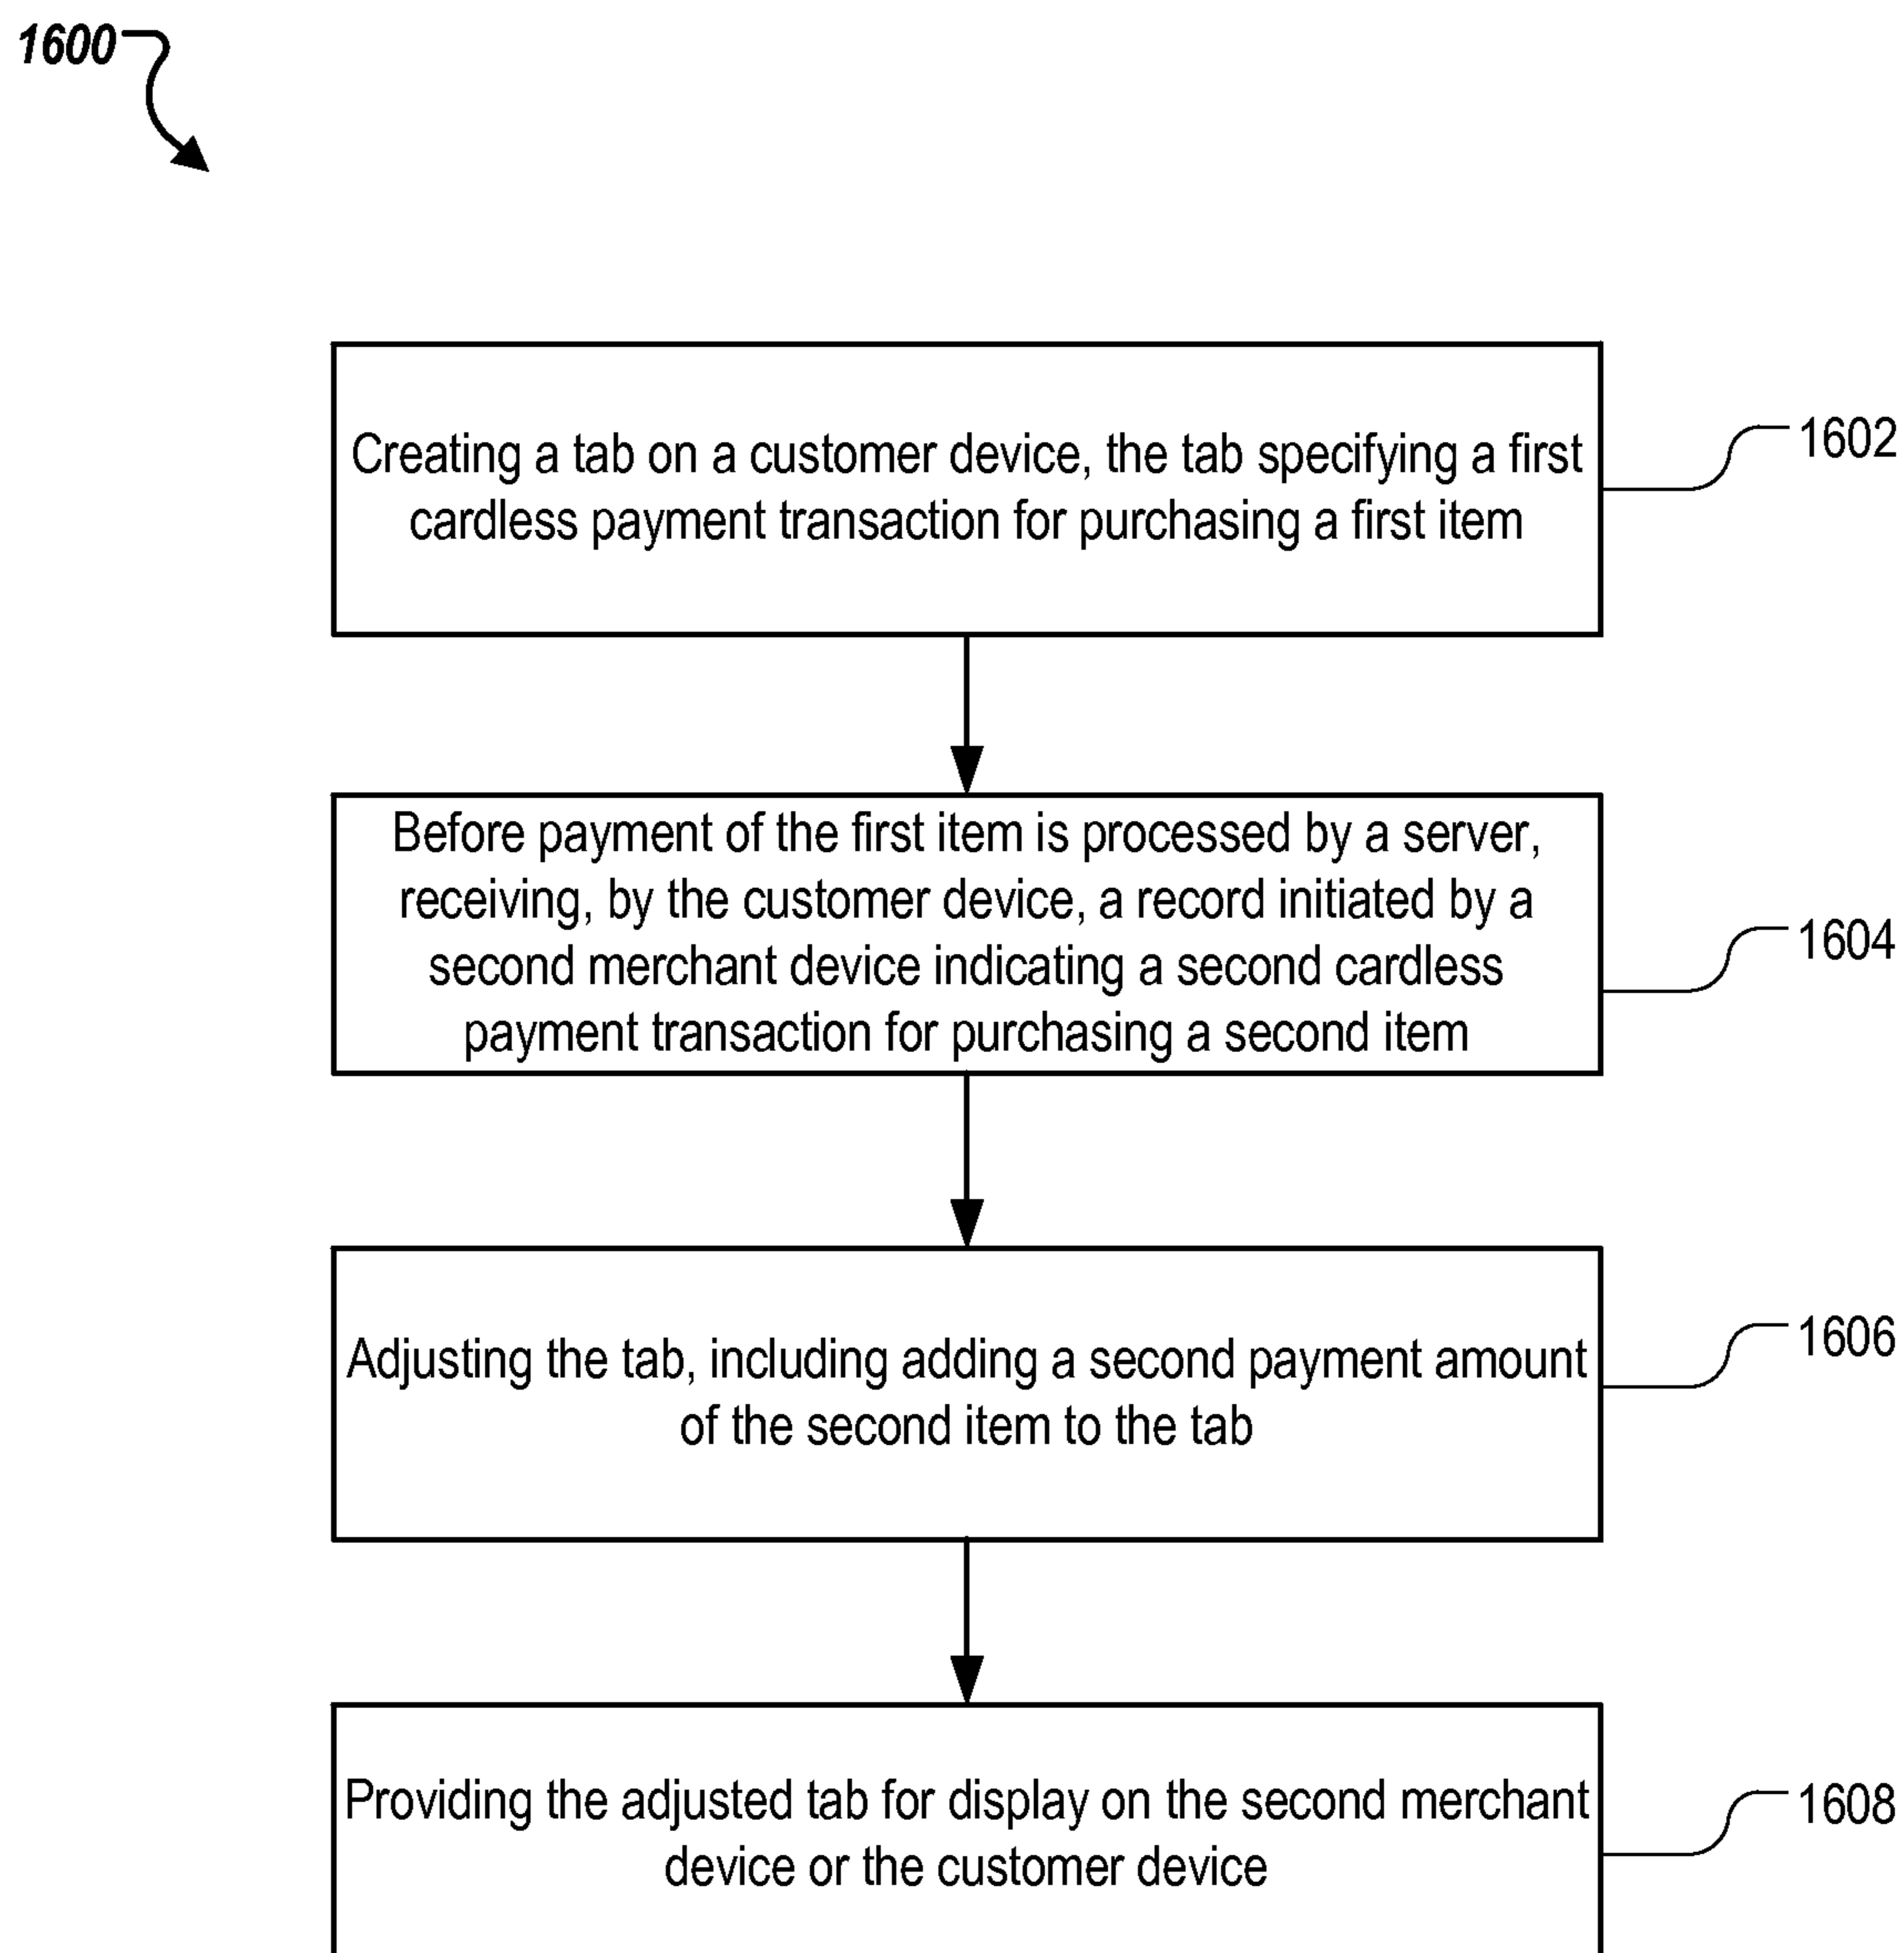 1600
Creating a tab on a customer device, the tab specifying a first
cardless payment transaction for purchasing a first item
1602
Before payment of the first item is processed by a server,
receiving, by the customer device, a record initiated by a
second merchant device indicating a second cardless
payment transaction for purchasing a second item
1604
Adjusting the tab, including adding a second payment amount
of the second item to the tab
1606
Providing the adjusted tab for display on the second merchant
device or the customer device
1608